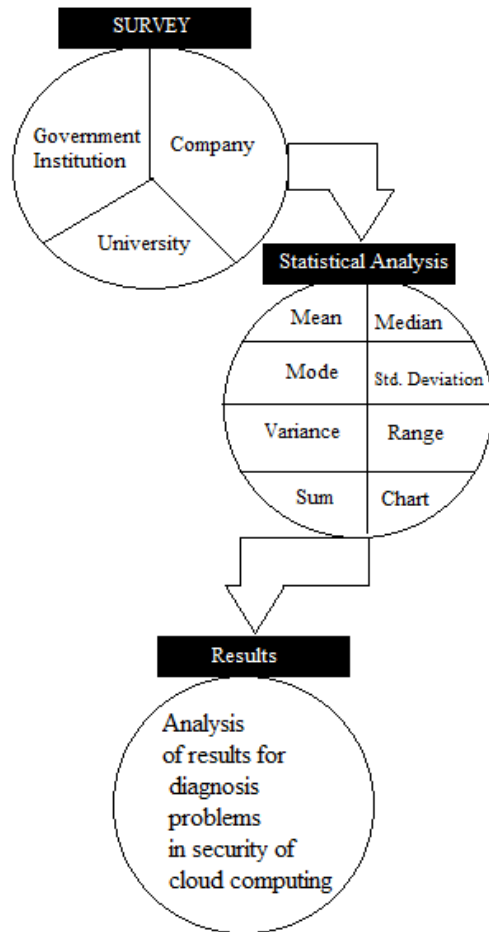 SURVEY
Government
Institution
Company
University
Statistical Analysis
Mean
Median
Mode
Std. Deviation
Variance
Range
Sum
Chart
Results
Analysis
of results for
diagnosis
problems
in security of
cloud computing